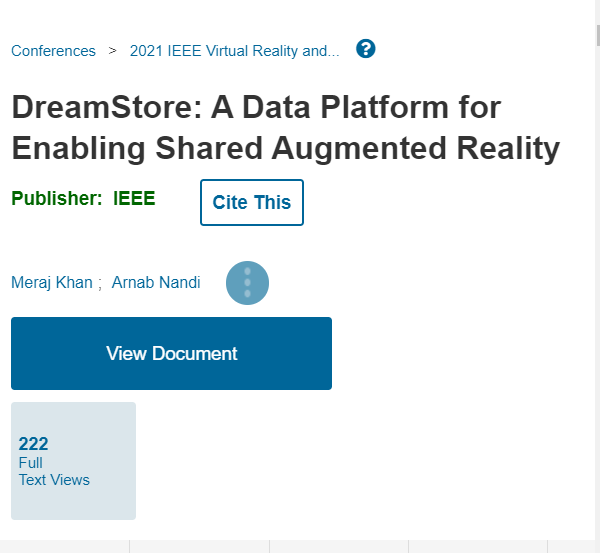 Conferences > 2021 IEEE Virtual Reality and... ?
DreamStore: A Data Platform for
Enabling Shared Augmented Reality
Publisher: IEEE Cite This
Meraj Khan ; Arnab Nandi
View Document
222
Full
Text Views